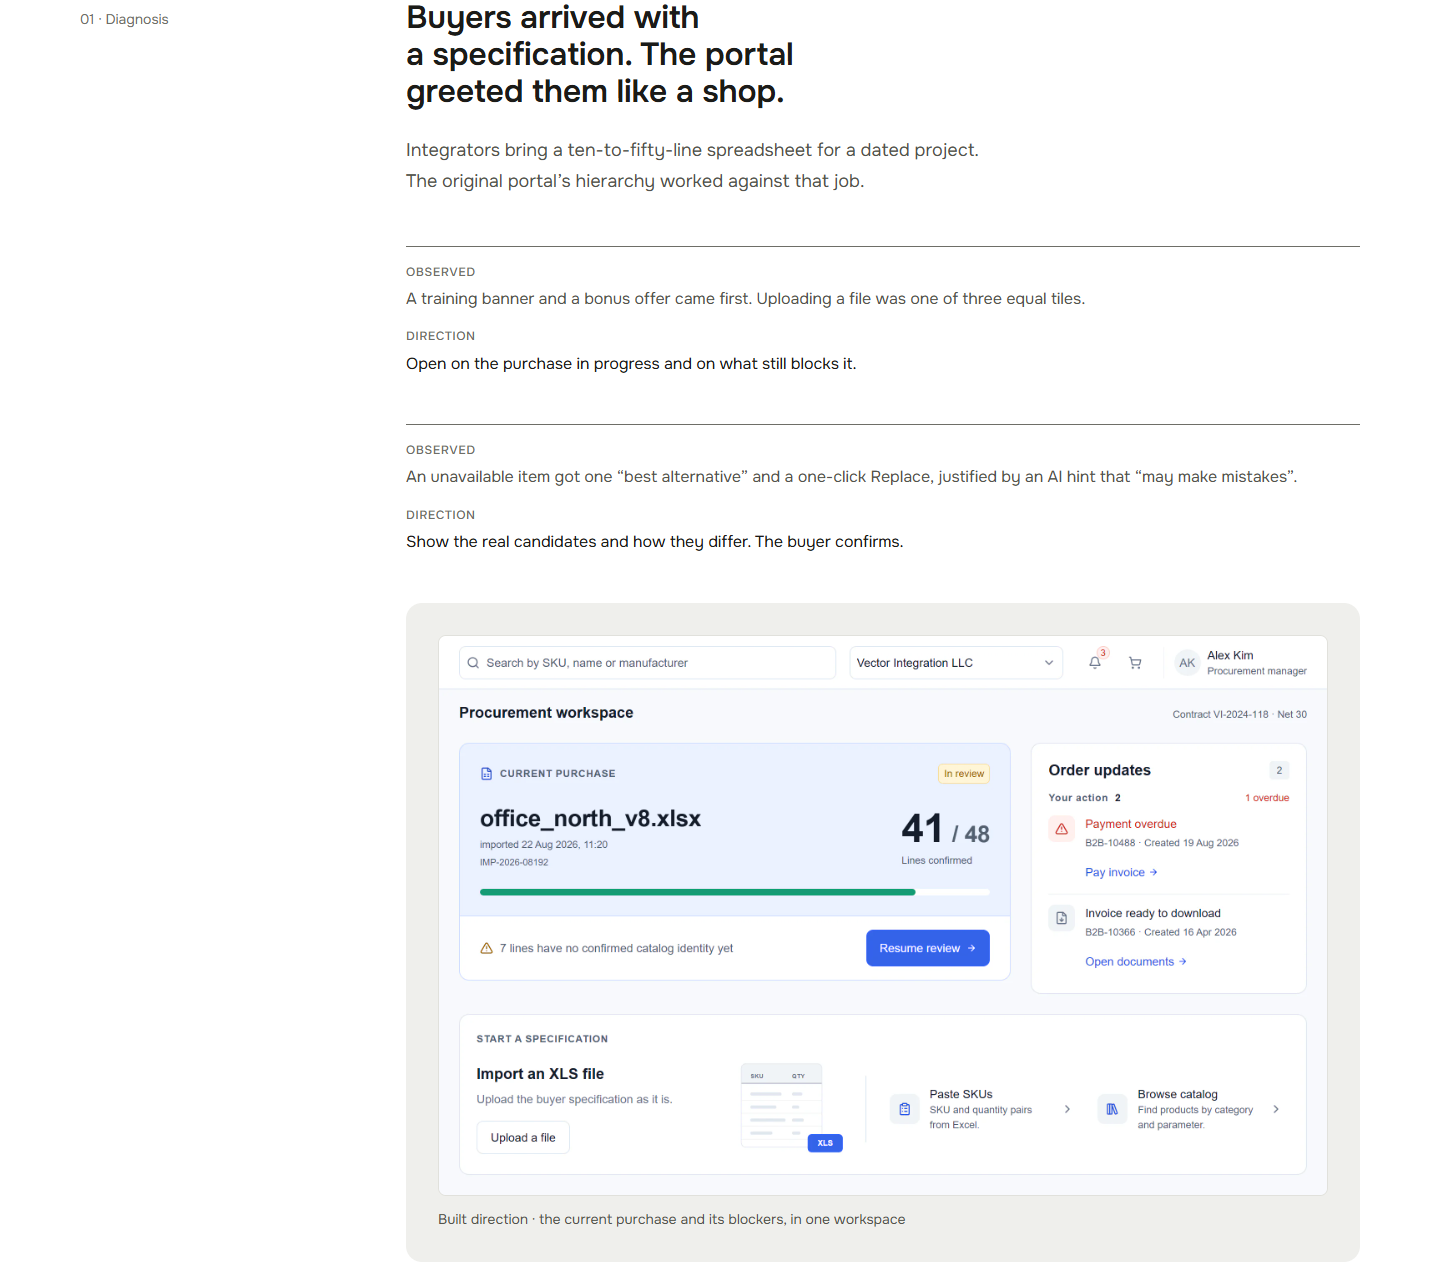 01 · Diagnosis
Buyers arrived with
a specification. The portal
greeted them like a shop.
Integrators bring a ten-to-fifty-line spreadsheet for a dated project.
The original portal’s hierarchy worked against that job.
OBSERVED
A training banner and a bonus offer came first. Uploading a file was one of three equal tiles.
DIRECTION
Open on the purchase in progress and on what still blocks it.
OBSERVED
An unavailable item got one “best alternative” and a one-click Replace, justified by an AI hint that “may make mistakes”.
DIRECTION
Show the real candidates and how they differ. The buyer confirms.
Search by SKU, name or manufacturer
Vector Integration LLC
3
AK
Alex Kim
Procurement manager
Procurement workspace
Contract VI-2024-118 · Net 30
CURRENT PURCHASE
In review
office_north_v8.xlsx
imported 22 Aug 2026, 11:20
IMP-2026-08192
41 / 48
Lines confirmed
7 lines have no confirmed catalog identity yet
Resume review →
Order updates
2
Your action 2
1 overdue
Payment overdue
B2B-10488 · Created 19 Aug 2026
Pay invoice →
Invoice ready to download
B2B-10366 · Created 16 Apr 2026
Open documents →
START A SPECIFICATION
Import an XLS file
Upload the buyer specification as it is.
Upload a file
SKU QTY
XLS
Paste SKUs
SKU and quantity pairs
from Excel.
Browse catalog
Find products by category
and parameter.
Built direction · the current purchase and its blockers, in one workspace